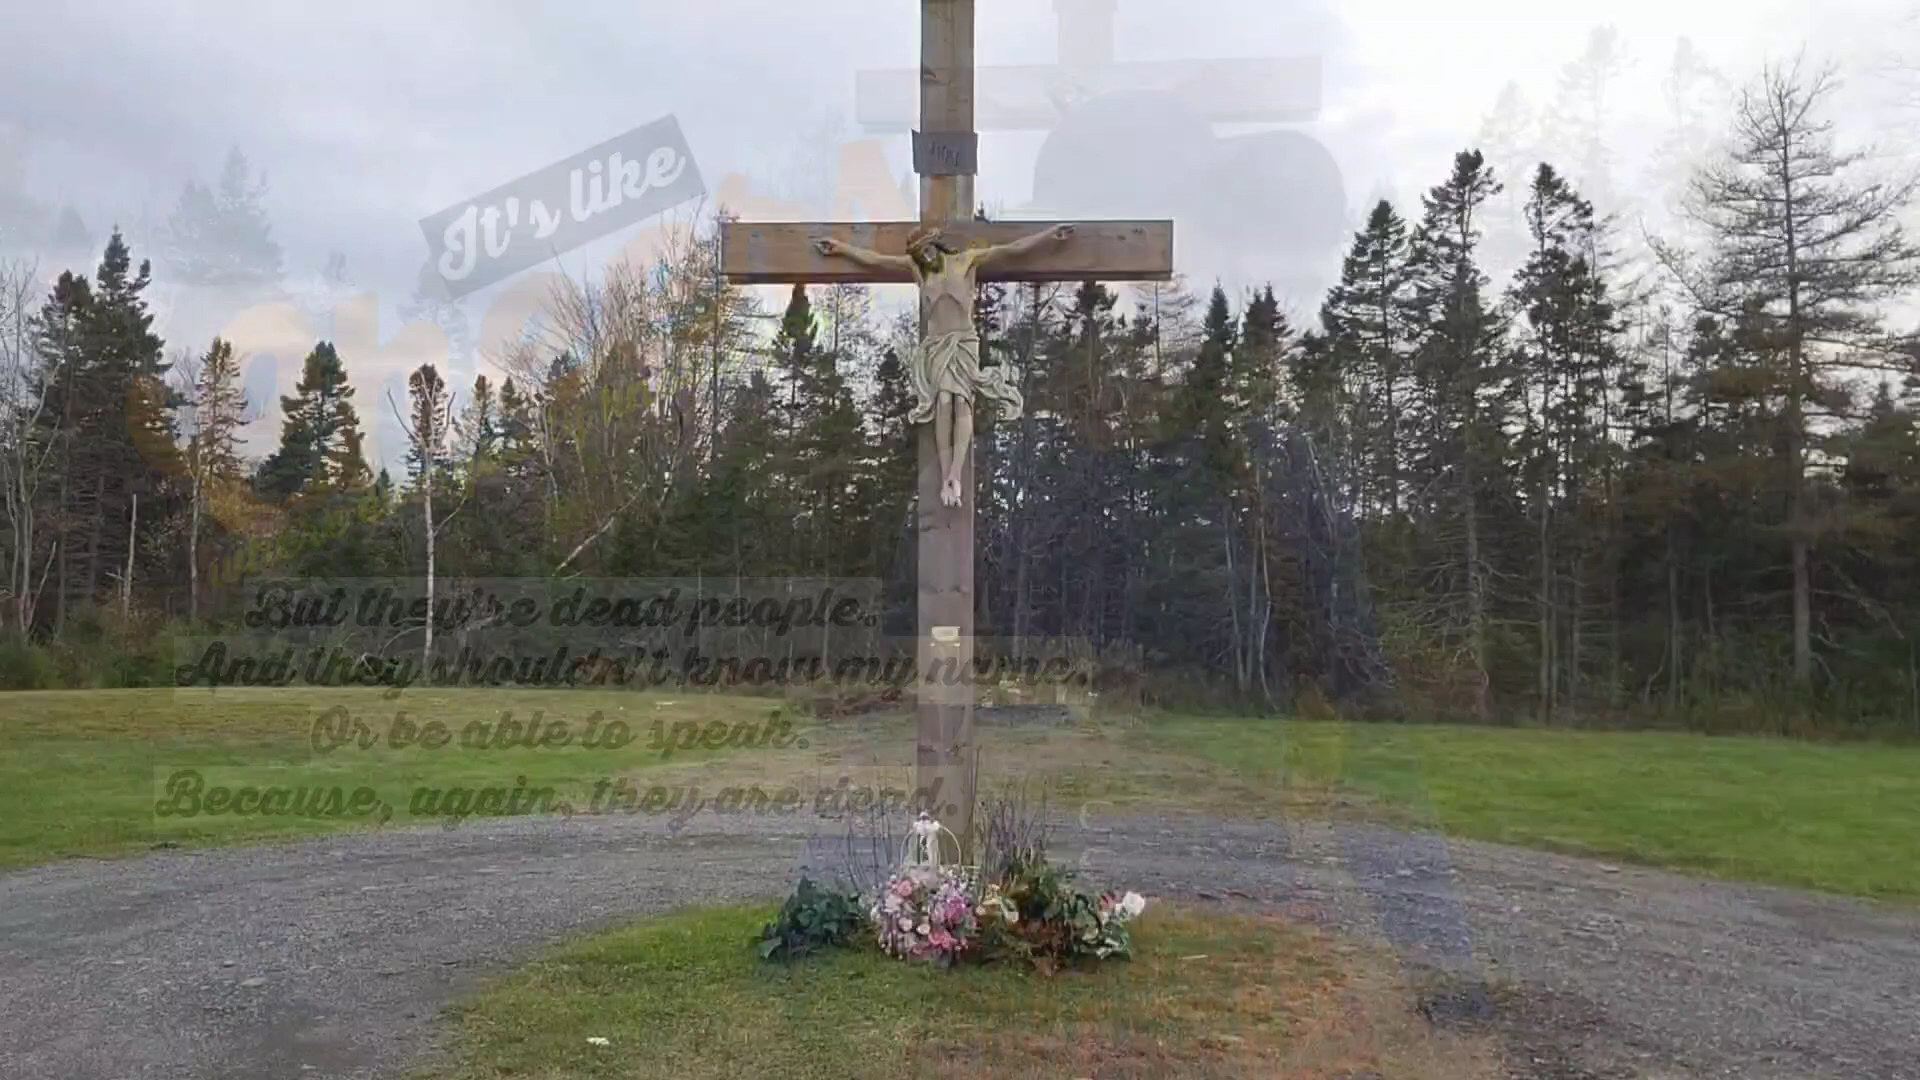 It's like
But they're dead people.
And they shouldn't know my name.
Or be able to speak.
Because, again, they are dead.